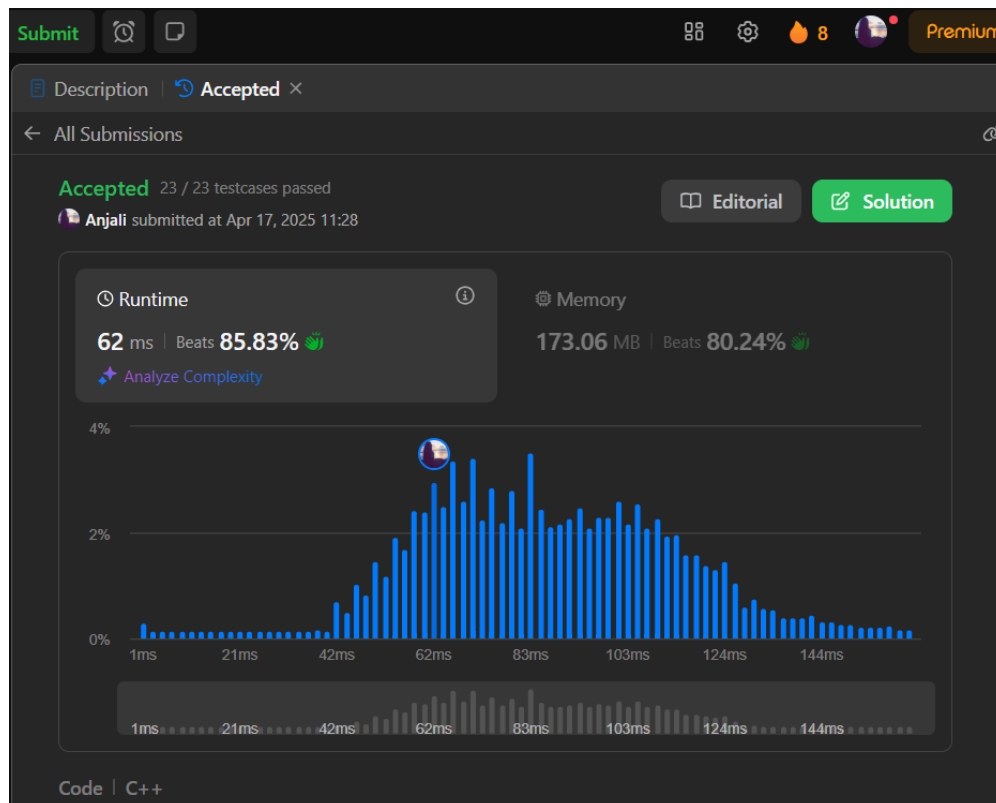 Submit 8 Premium
Description Accepted
All Submissions
Accepted 23 / 23 testcases passed
Anjali submitted at Apr 17, 2025 11:28
Editorial Solution
Runtime
62 ms Beats 85.83%
Analyze Complexity
Memory
173.06 MB Beats 80.24%
4%
2%
0%
1ms 21ms 42ms 62ms 83ms 103ms 124ms 144ms
1ms 21ms 42ms 62ms 83ms 103ms 124ms 144ms
Code C++